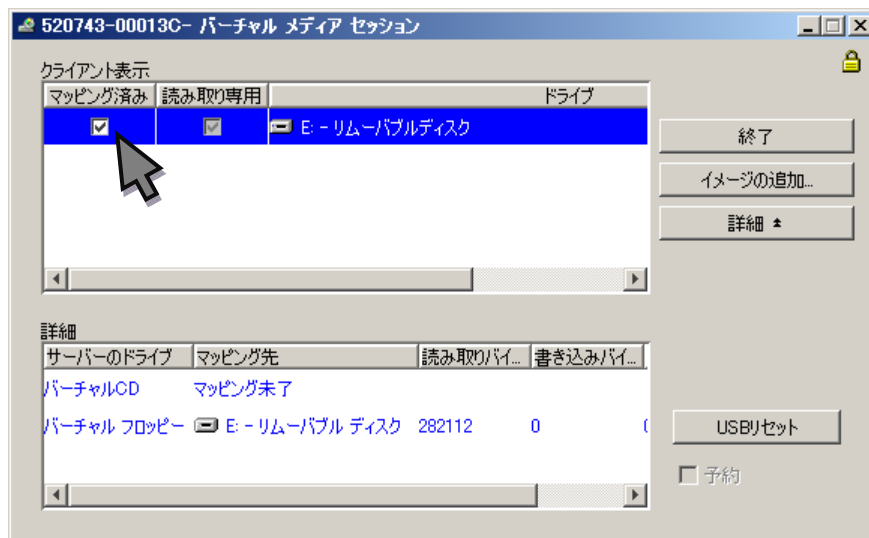 520743-00013C- バーチャル メディア セッション
クライアント表示
マッピング済み 読み取り専用 ドライブ
E: - リムーバブルディスク
終了
イメージの追加...
詳細
詳細
サーバーのドライブ マッピング先 読み取りバイ... 書き込みバイ...
バーチャルCD マッピング未了
バーチャル フロッピー E: - リムーバブル ディスク 282112 0
USBリセット
予約